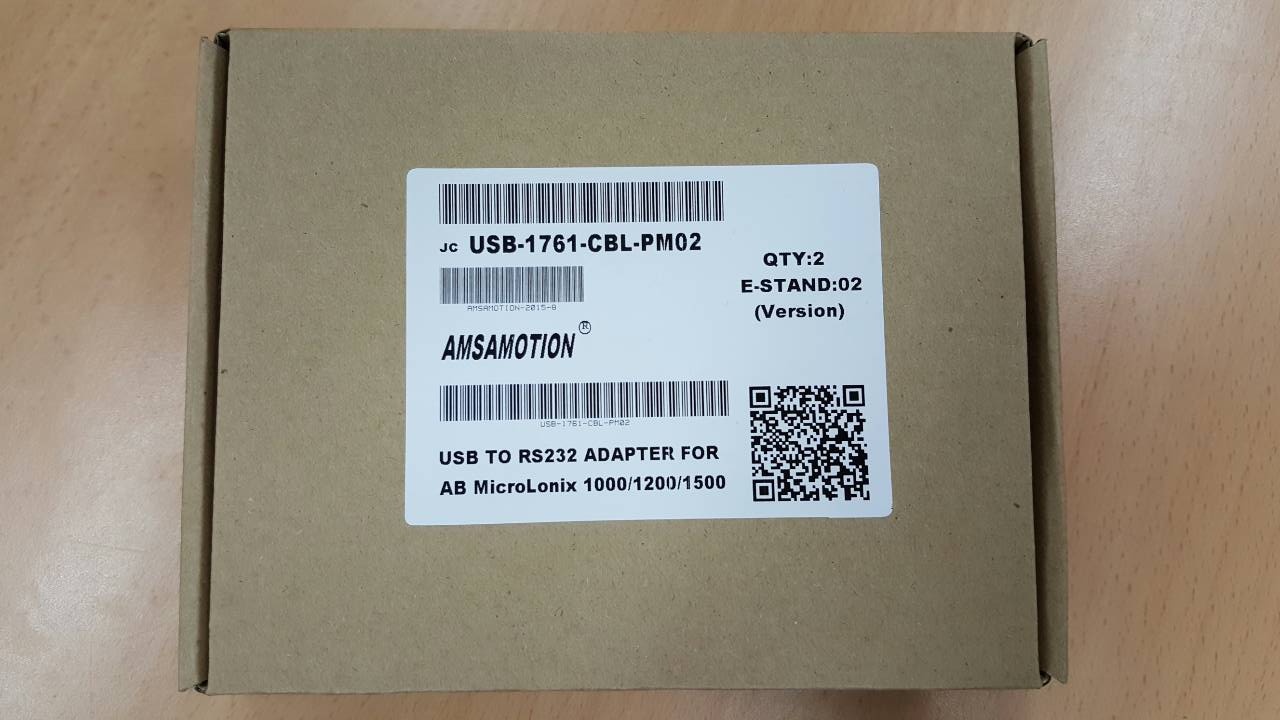 JC USB-1761-CBL-PM02
AMSAMOTION-2015-8
AMSAMOTION®
USB-1761-CBL-PM02
USB TO RS232 ADAPTER FOR
AB MicroLonix 1000/1200/1500
QTY:2
E-STAND:02
(Version)